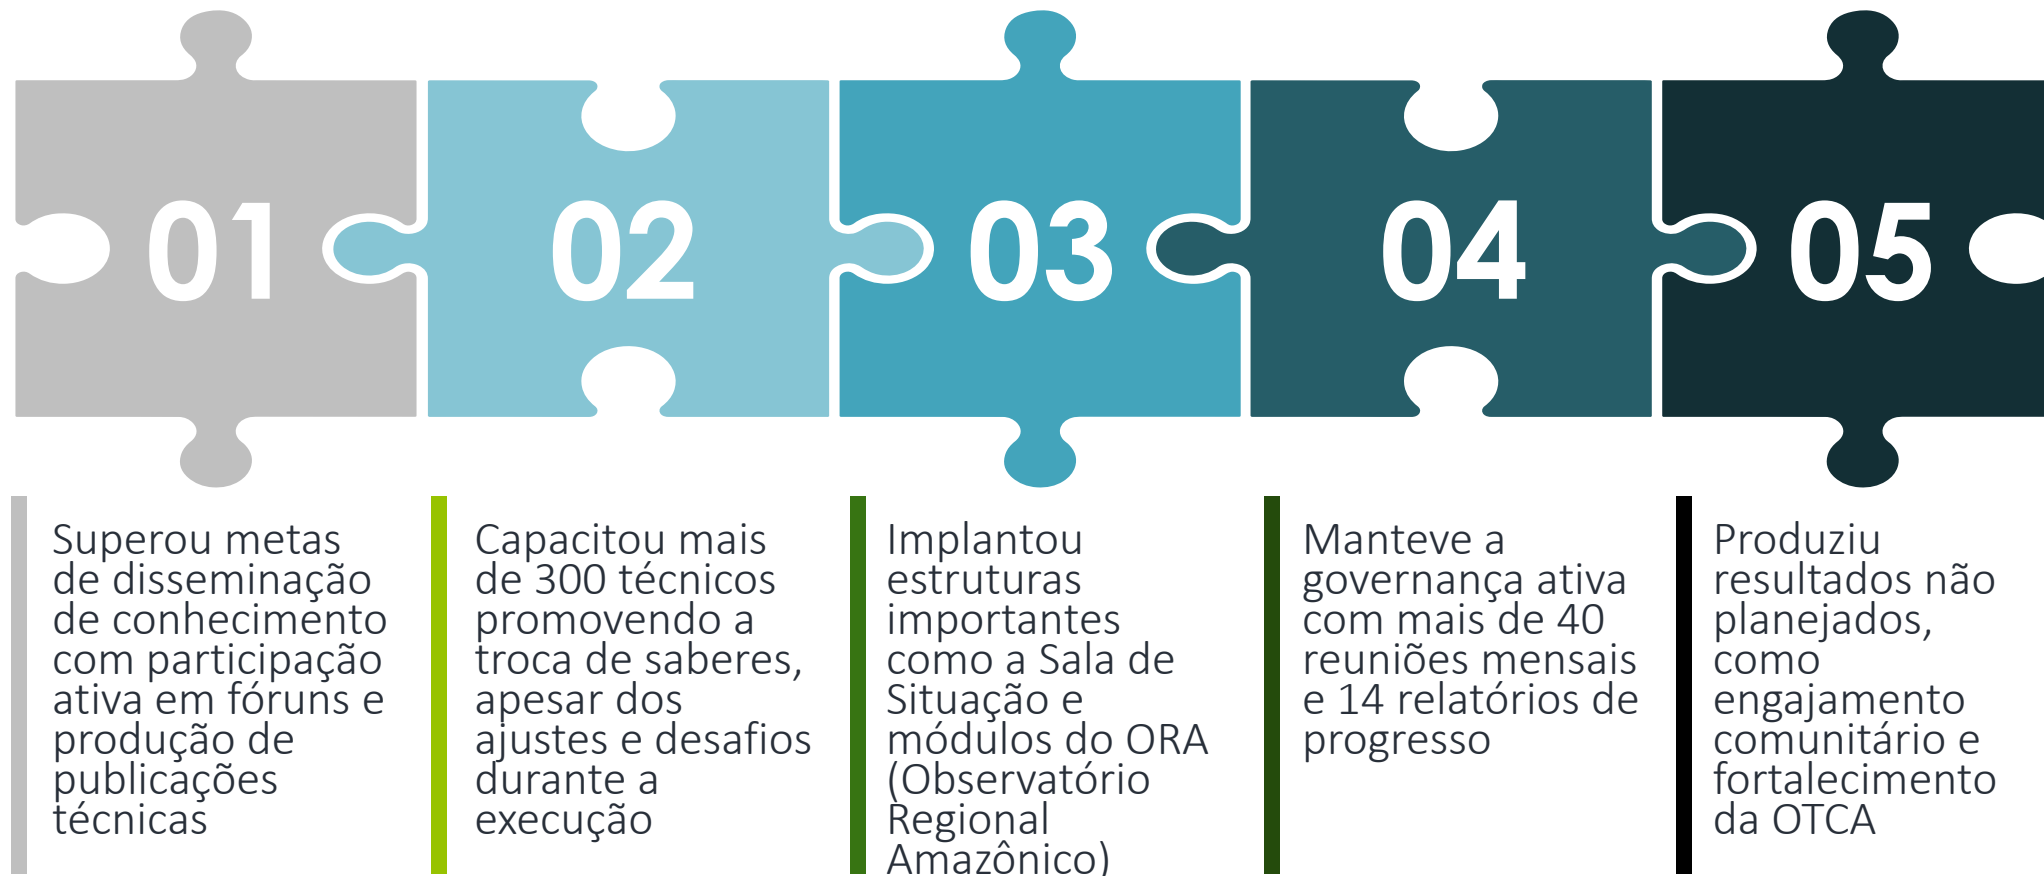 01
02
03
04
05
Superou metas
de disseminação
de conhecimento
com participação
ativa em fóruns e
produção de
publicações
técnicas
Capacitou mais
de 300 técnicos
promovendo a
troca de saberes,
apesar dos
ajustes e desafios
durante a
execução
Implantou
estruturas
importantes
como a Sala de
Situação e
módulos do ORA
(Observatório
Regional
Amazônico)
Manteve a
governança ativa
com mais de 40
reuniões mensais
e 14 relatórios de
progresso
Produziu
resultados não
planejados,
como
engajamento
comunitário e
fortalecimento
da OTCA